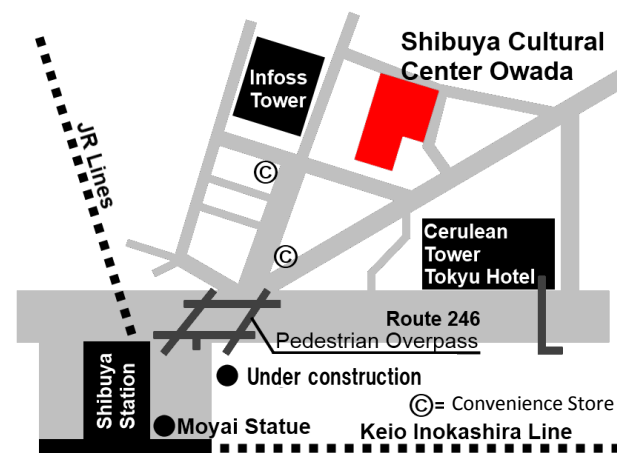 Shibuya Cultural
Center Owada
Infoss
Tower
JR Lines
©
©
Cerulean
Tower
Tokyu Hotel
Route 246
Pedestrian Overpass
Shibuya
Station
Under construction
©= Convenience Store
Moyai Statue
Keio Inokashira Line